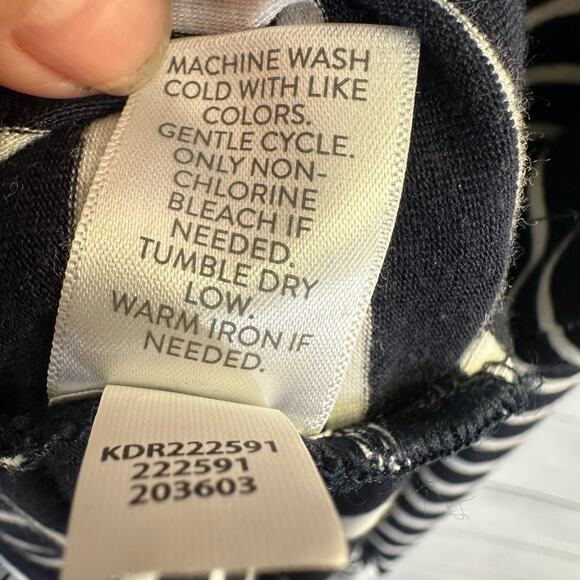 MACHINE WASH
COLD WITH LIKE
COLORS.
GENTLE CYCLE.
ONLY NON-
CHLORINE
BLEACH IF
NEEDED.
TUMBLE DRY
LOW.
WARM IRON IF
NEEDED.
KDR222591
222591
203603